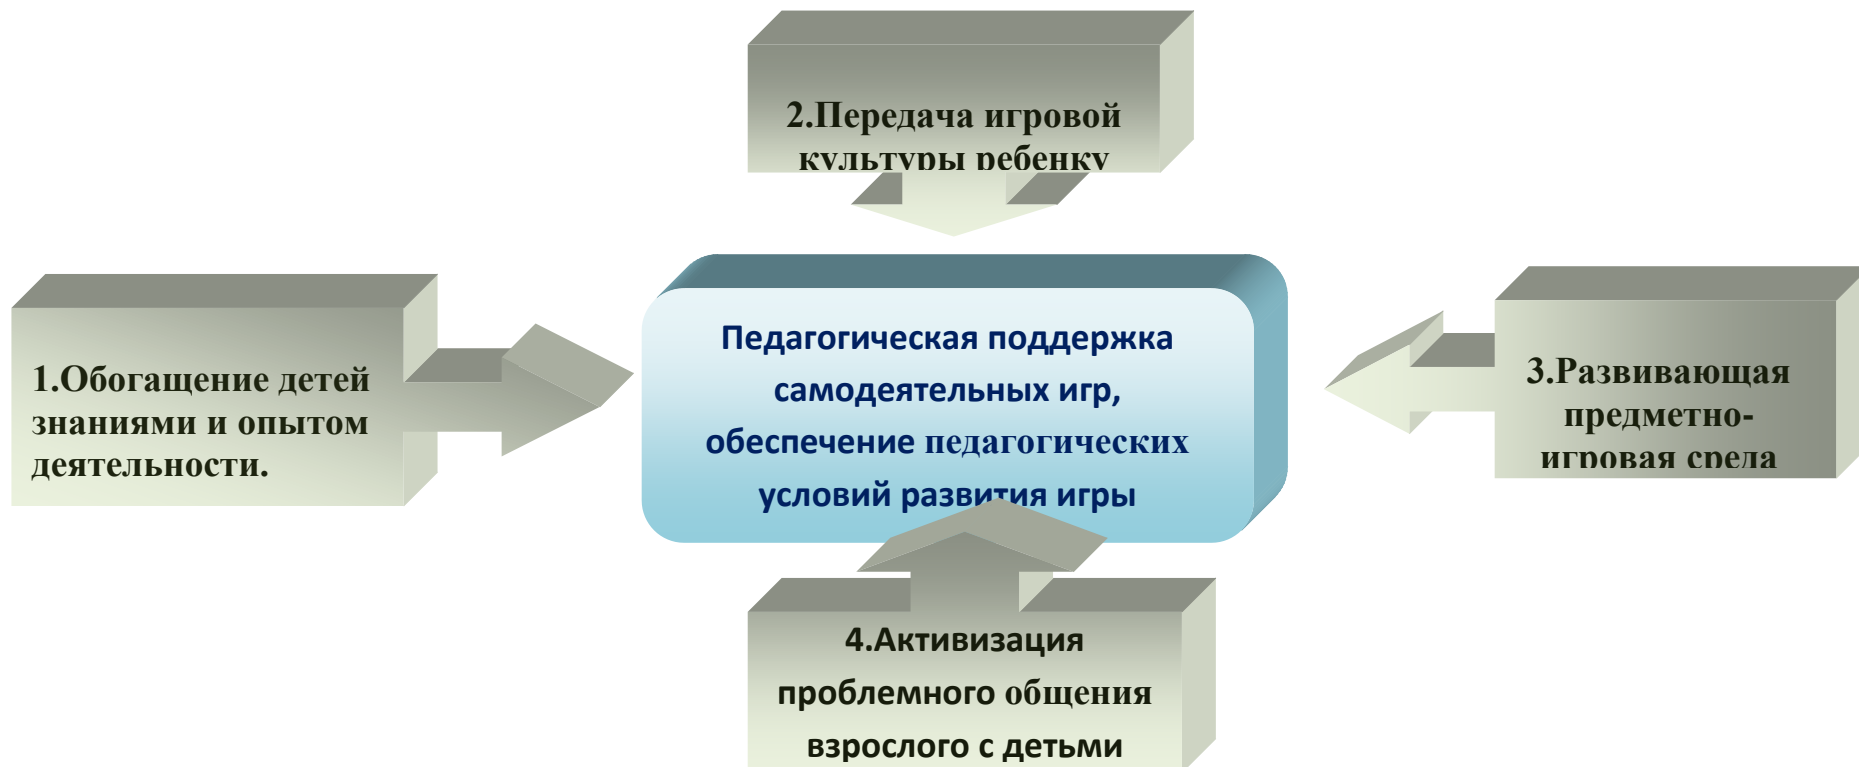 2.Передача игровой
культуры ребенку
1.Обогащение детей
знаниями и опытом
деятельности.
Педагогическая поддержка
самодеятельных игр,
обеспечение педагогических
условий развития игры
3.Развивающая
предметно-
игровая среда
4.Активизация
проблемного общения
взрослого с детьми